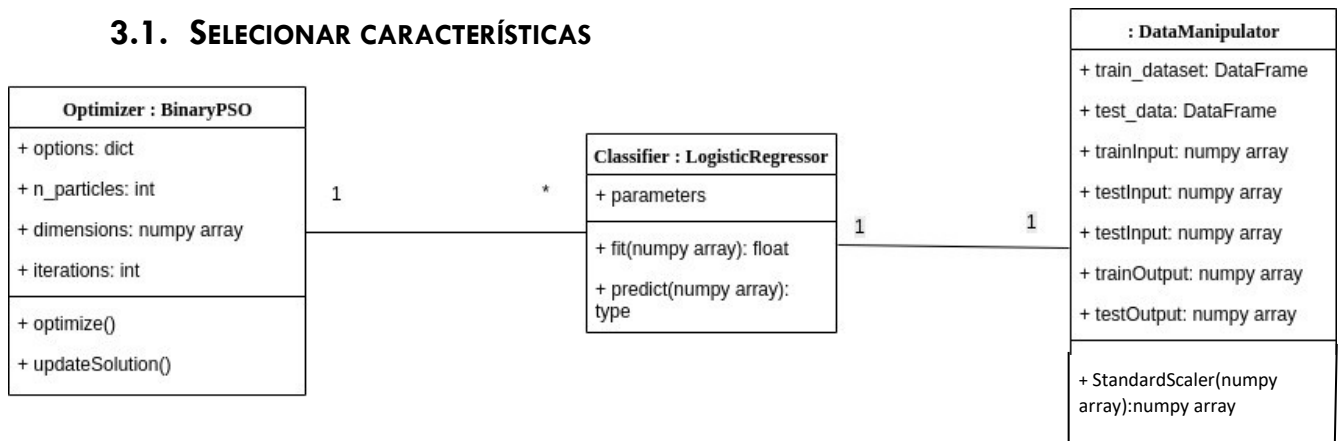 3.1. SELECIONAR CARACTERÍSTICAS
Optimizer : BinaryPSO
+ options: dict
+ n_particles: int
+ dimensions: numpy array
+ iterations: int
+ optimize()
+ updateSolution()
1
*
Classifier : LogisticRegressor
+ parameters
+ fit(numpy array): float
+ predict(numpy array):
type
1
1
: DataManipulator
+ train_dataset: DataFrame
+ test_data: DataFrame
+ trainInput: numpy array
+ testInput: numpy array
+ testInput: numpy array
+ trainOutput: numpy array
+ testOutput: numpy array
+ StandardScaler(numpy
array):numpy array